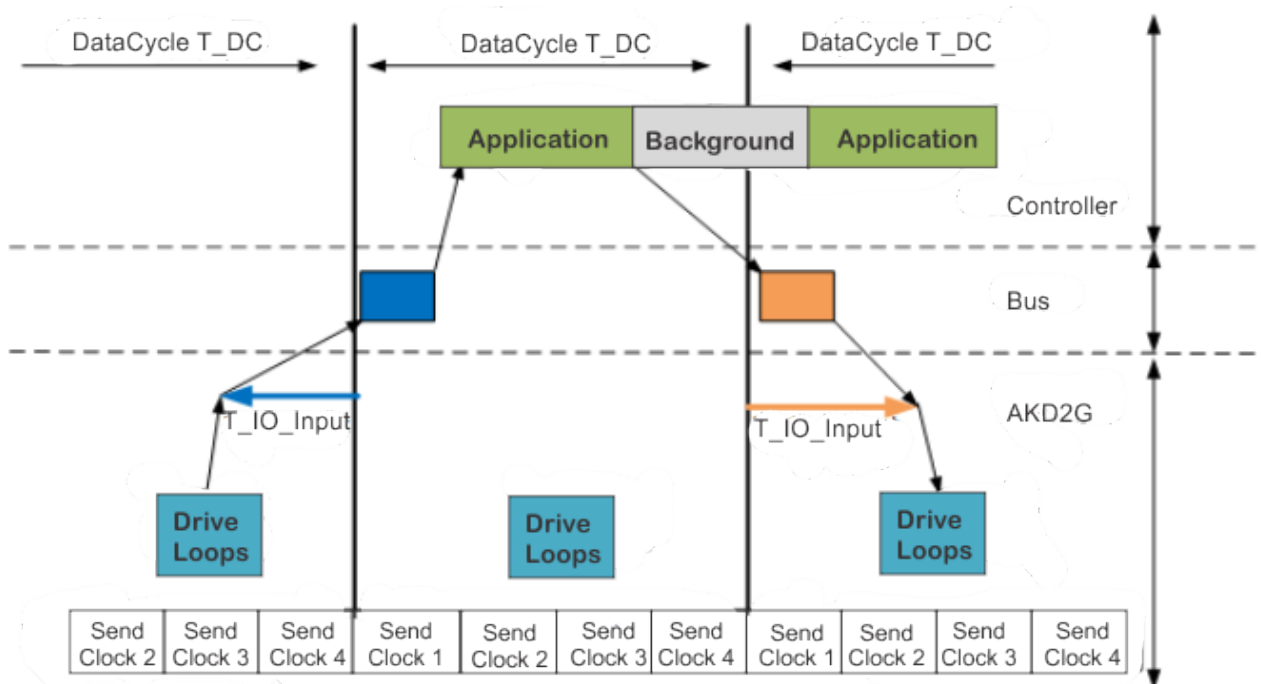 DataCycle T_DC
DataCycle T_DC
DataCycle T_DC
Application
Background
Application
Controller
Bus
T_IO_Input
T_IO_Input
AKD2G
Drive
Loops
Drive
Loops
Drive
Loops
Send
Clock 2
Send
Clock 3
Send
Clock 4
Send
Clock 1
Send
Clock 2
Send
Clock 3
Send
Clock 4
Send
Clock 1
Send
Clock 2
Send
Clock 3
Send
Clock 4